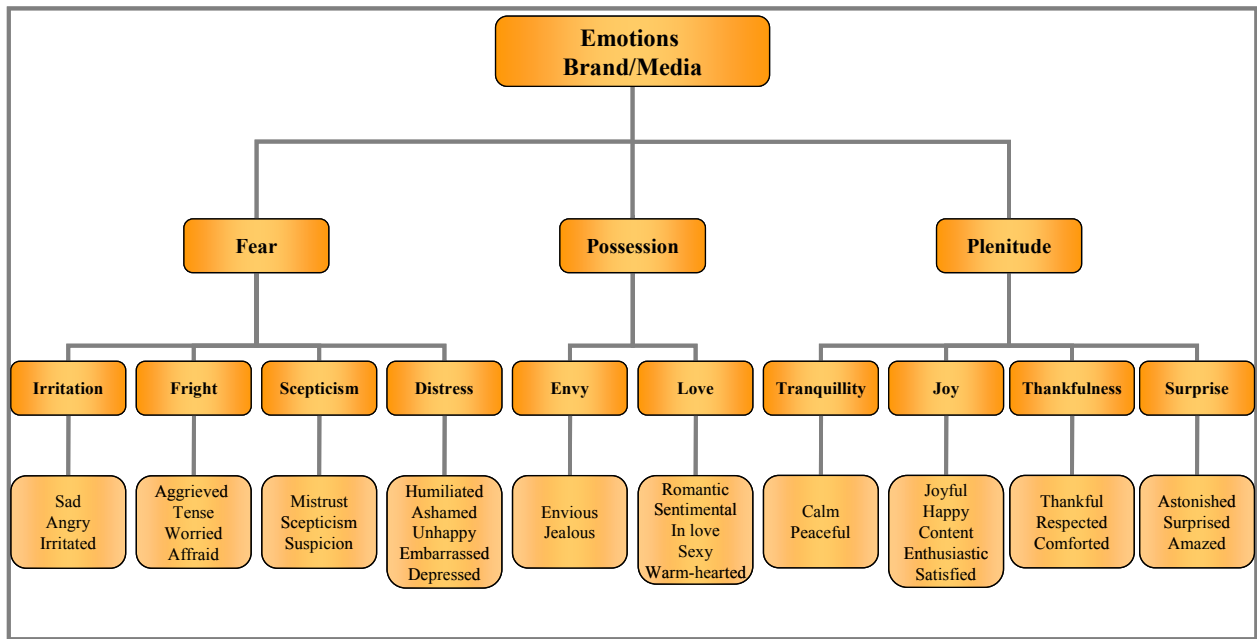 Emotions
Brand/Media
Fear
Possession
Plenitude
Irritation
Fright
Scepticism
Distress
Envy
Love
Tranquillity
Joy
Thankfulness
Surprise
Sad
Angry
Irritated
Aggrieved
Tense
Worried
Affraid
Mistrust
Scepticism
Suspicion
Humiliated
Ashamed
Unhappy
Embarrassed
Depressed
Envious
Jealous
Romantic
Sentimental
In love
Sexy
Warm-hearted
Calm
Peaceful
Joyful
Happy
Content
Enthusiastic
Satisfied
Thankful
Respected
Comforted
Astonished
Surprised
Amazed